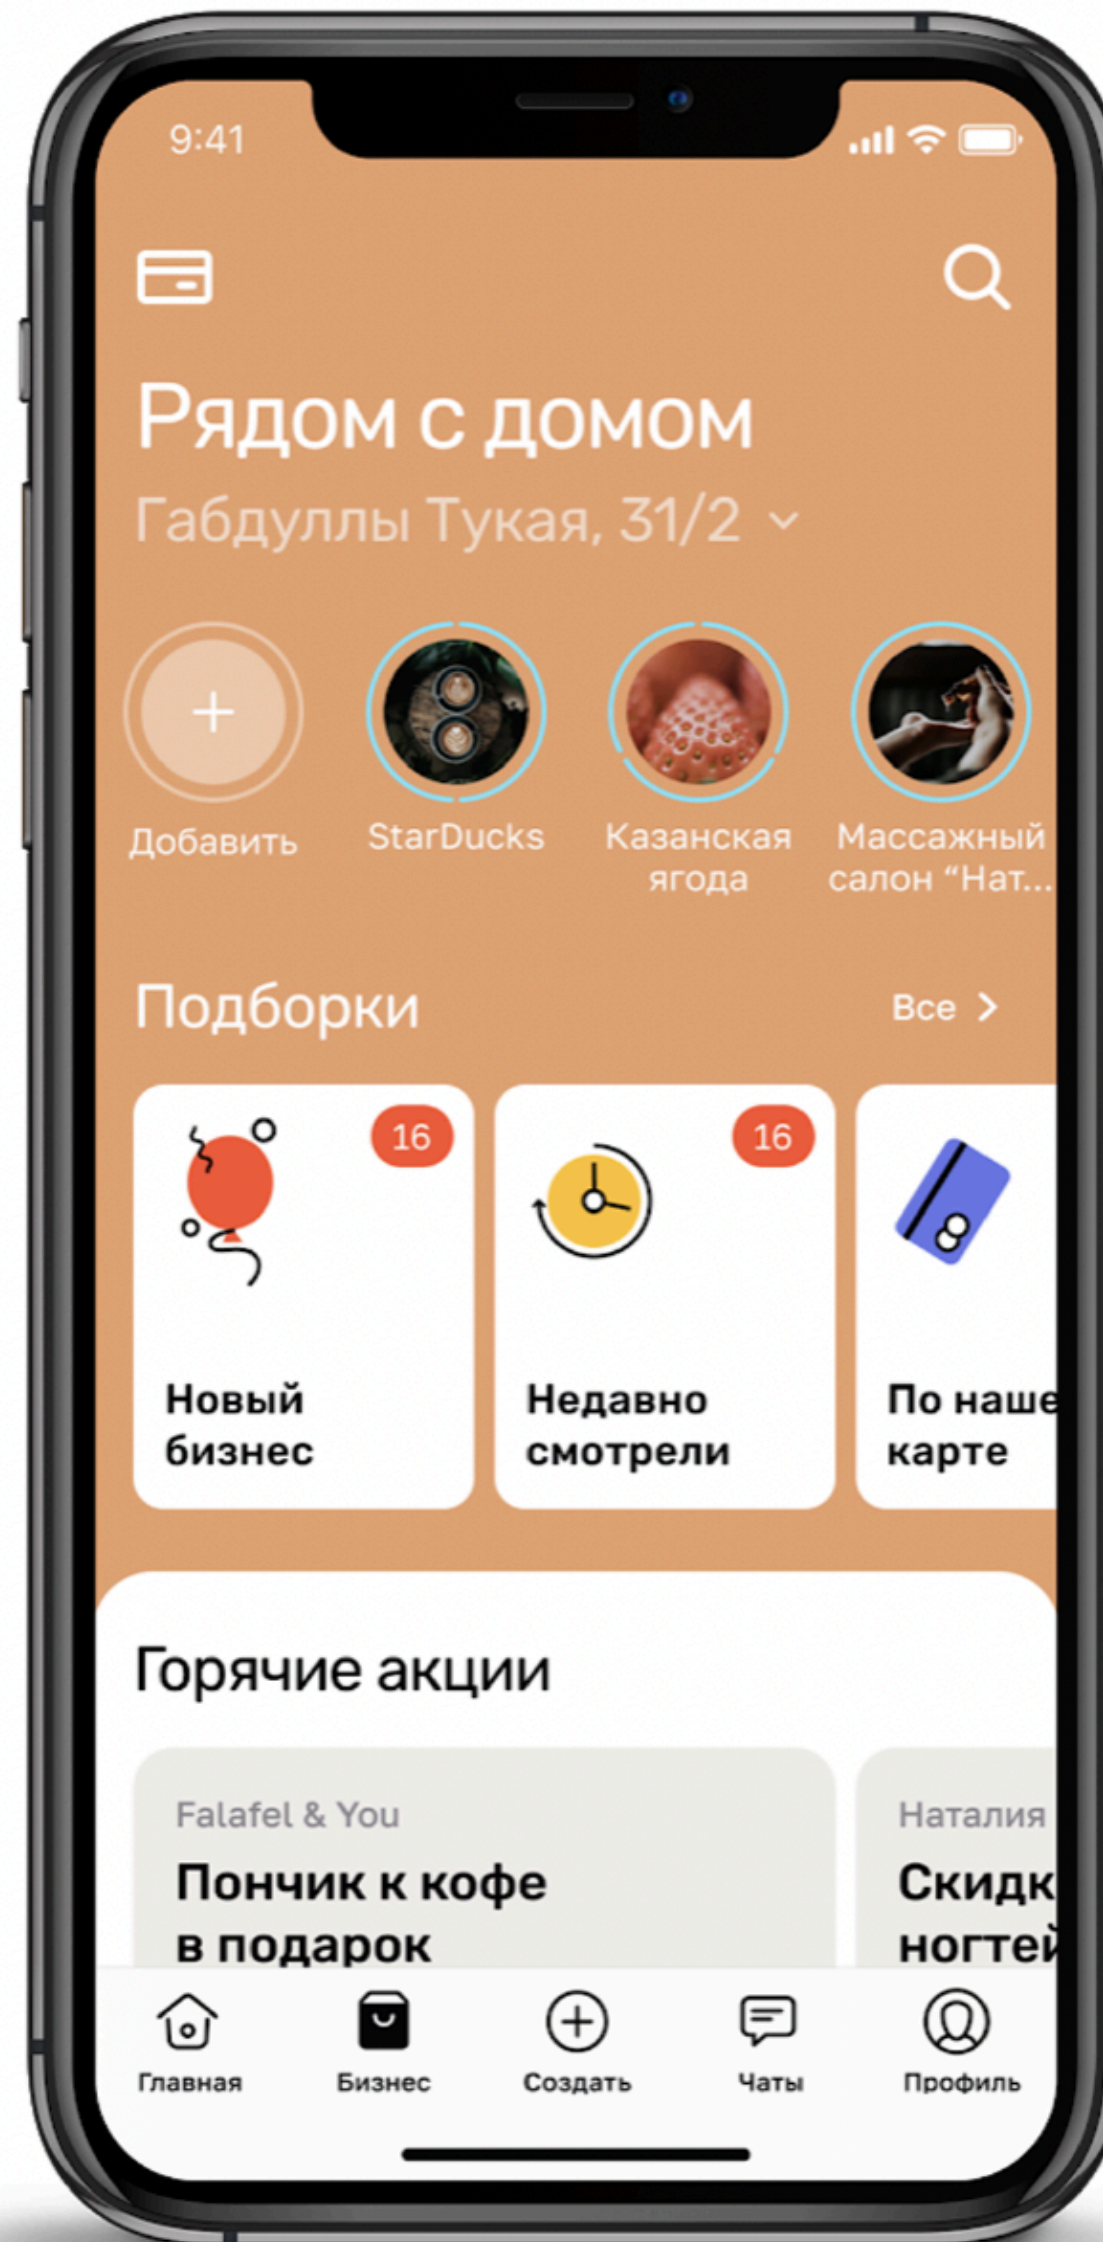 9:41
Рядом с домом
Габдуллы Тукая, 31/2
Добавить
StarDucks
Казанская
ягода
Массажный
салон “Нат...
Подборки
Все
16
Новый
бизнес
16
Недавно
смотрели
По наше
карте
Горячие акции
Falafel & You
Пончик к кофе
в подарок
Наталия
Скидк
ногтей
Главная
Бизнес
Создать
Чаты
Профиль